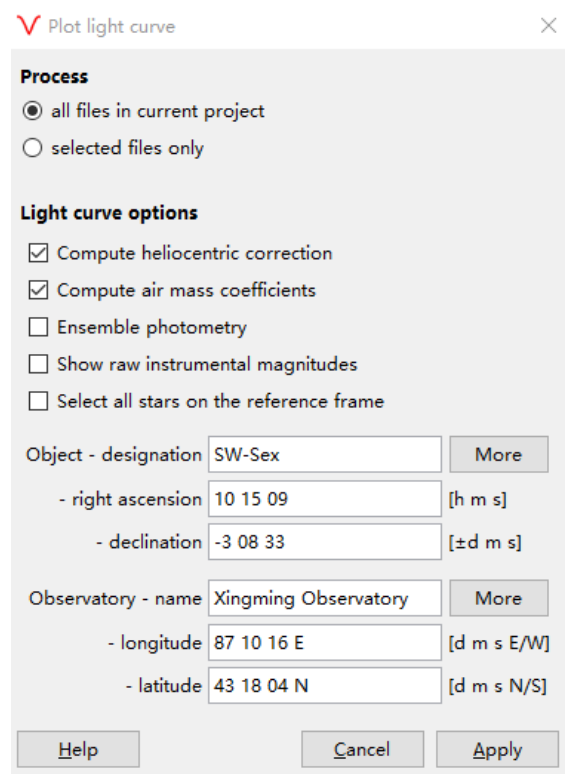 Plot light curve
Process
all files in current project
selected files only
Light curve options
Compute heliocentric correction
Compute air mass coefficients
Ensemble photometry
Show raw instrumental magnitudes
Select all stars on the reference frame
Object - designation SW-Sex More
- right ascension 10 15 09 [h m s]
- declination -3 08 33 [±d m s]
Observatory - name Xingming Observatory More
- longitude 87 10 16 E [d m s E/W]
- latitude 43 18 04 N [d m s N/S]
Help Cancel Apply